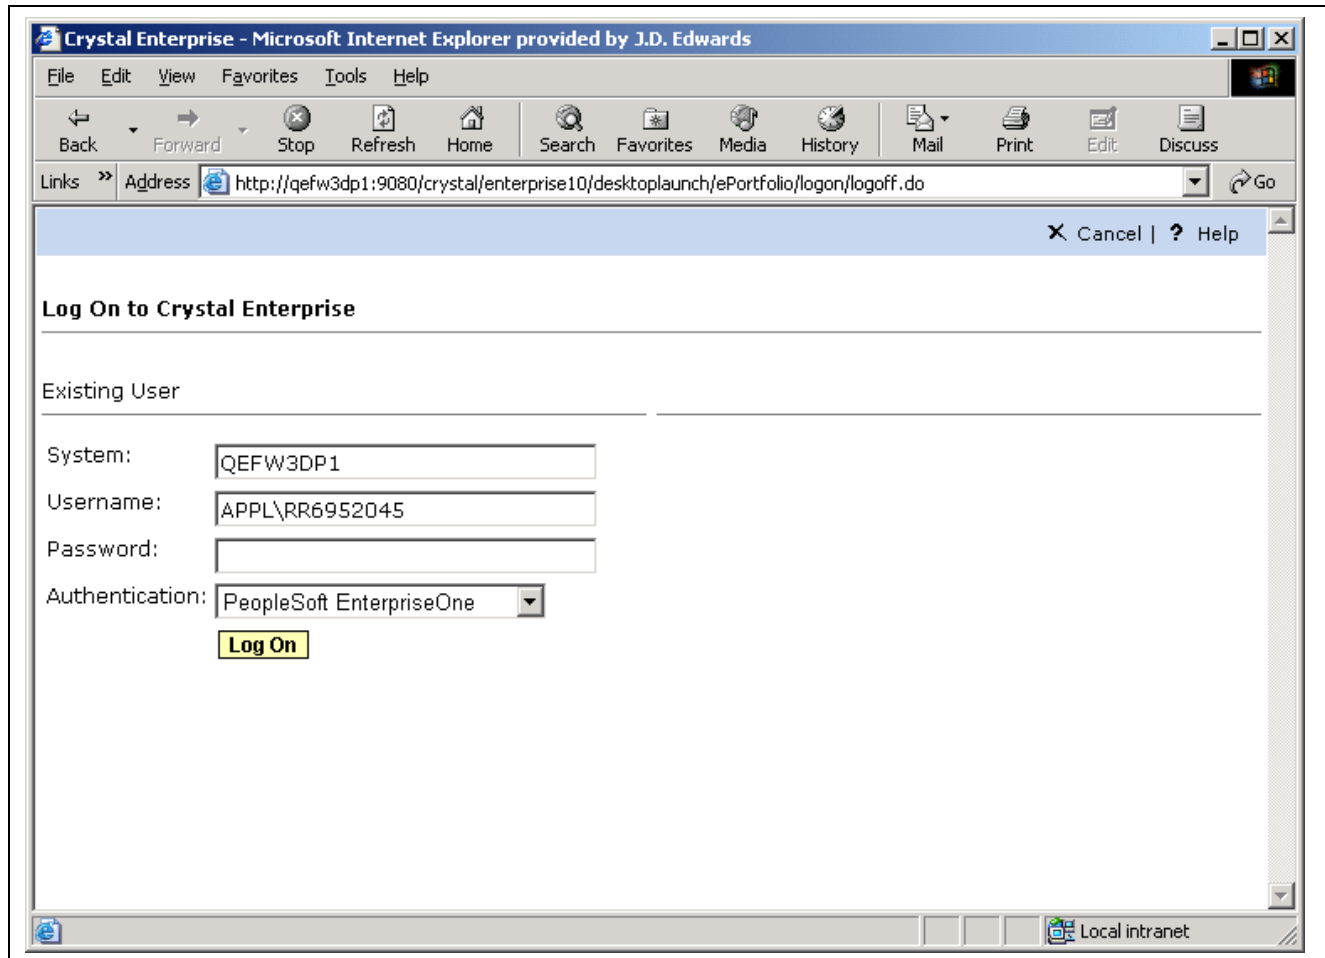 Crystal Enterprise - Microsoft Internet Explorer provided by J.D. Edwards
File Edit View Favorites Tools Help
Back Forward Stop Refresh Home Search Favorites Media History Mail Print Edit Discuss
Links » Address http://qefw3dp1:9080/crystal/enterprise10/desktoplaunch/ePortfolio/logon/logoff.do Go
X Cancel | ? Help
Log On to Crystal Enterprise
Existing User
System: QEFW3DP1
Username: APPL\RR6952045
Password:
Authentication: PeopleSoft EnterpriseOne
Log On
Local intranet